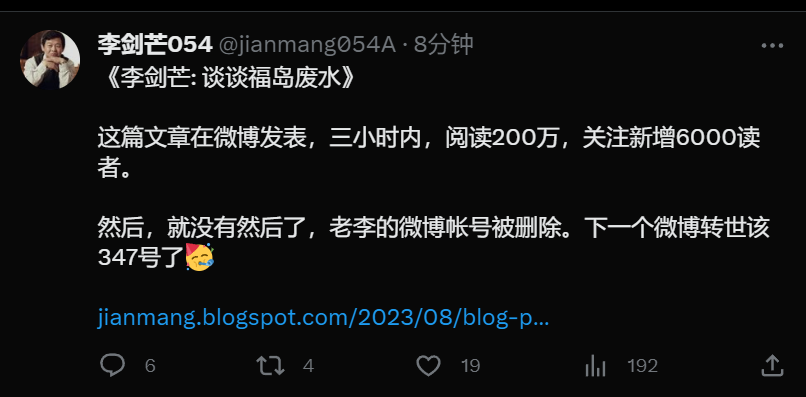 李剑芒054 @jianmang054A · 8分钟
《李剑芒: 谈谈福岛废水》
这篇文章在微博发表，三小时内，阅读200万，关注新增6000读
者。
然后，就没有然后了，老李的微博帐号被删除。下一个微博转世该
347号了🥳
jianmang.blogspot.com/2023/08/blog-p...
6 4 19 192